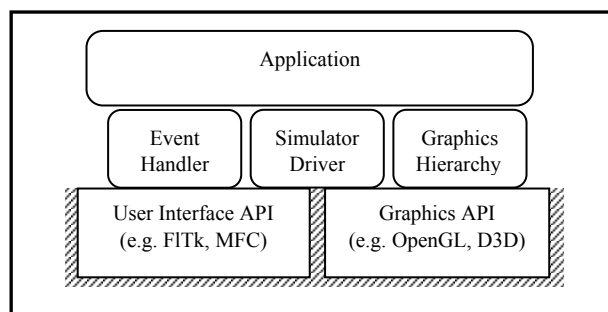 Application
Event
Handler
Simulator
Driver
Graphics
Hierarchy
User Interface API
(e.g. FlTk, MFC)
Graphics API
(e.g. OpenGL, D3D)